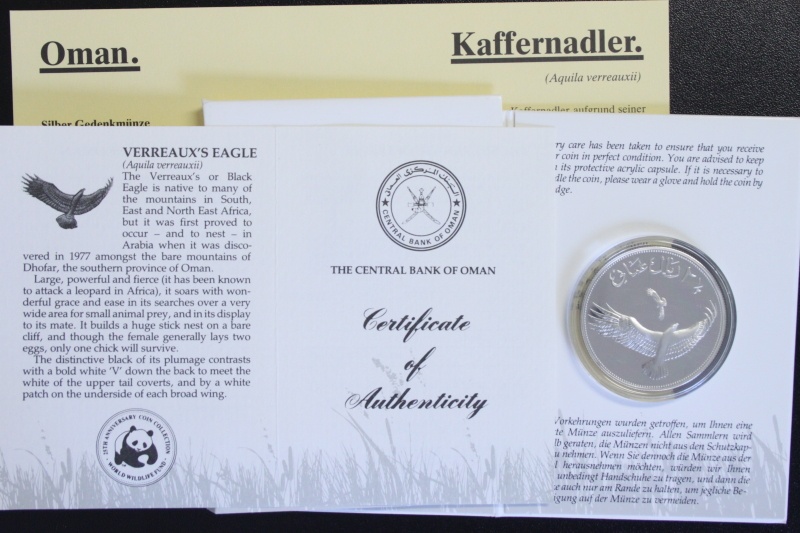 Oman.
Kaffernadler.
(Aquila verreauxii)
Silber Gedenkmünze
Kaffernadler aufgrund seiner
VERREAUX'S EAGLE
(Aquila verreauxii)
The Verreaux's or Black
Eagle is native to many of
the mountains in South,
East and North East Africa,
but it was first proved to
occur – and to nest – in
Arabia when it was disco-
vered in 1977 amongst the bare mountains of
Dhofar, the southern province of Oman.
Large, powerful and fierce (it has been known
to attack a leopard in Africa), it soars with won-
derful grace and ease in its searches over a very
wide area for small animal prey, and in its display
to its mate. It builds a huge stick nest on a bare
cliff, and though the female generally lays two
eggs, only one chick will survive.
The distinctive black of its plumage contrasts
with a bold white 'V' down the back to meet the
white of the upper tail coverts, and by a white
patch on the underside of each broad wing.
25TH ANNIVERSARY COIN COLLECTION
WORLD WILDLIFE FUND
البنك المركزي العماني
CENTRAL BANK OF OMAN
THE CENTRAL BANK OF OMAN
Certificate
of
Authenticity
ry care has been taken to ensure that you receive
r coin in perfect condition. You are advised to keep
n its protective acrylic capsule. If it is necessary to
dle the coin, please wear a glove and hold the coin by
dge.
Vorkehrungen wurden getroffen, um Ihnen eine
te Münze auszuliefern. Allen Sammlern wird
lb geraten, die Münzen nicht aus den Schutzkap-
u nehmen. Wenn Sie dennoch die Münze aus der
l herausnehmen möchten, würden wir Ihnen
unbedingt Handschuhe zu tragen, und dann die
e auch nur am Rande zu halten, um jegliche Be-
igung auf der Münze zu vermeiden.